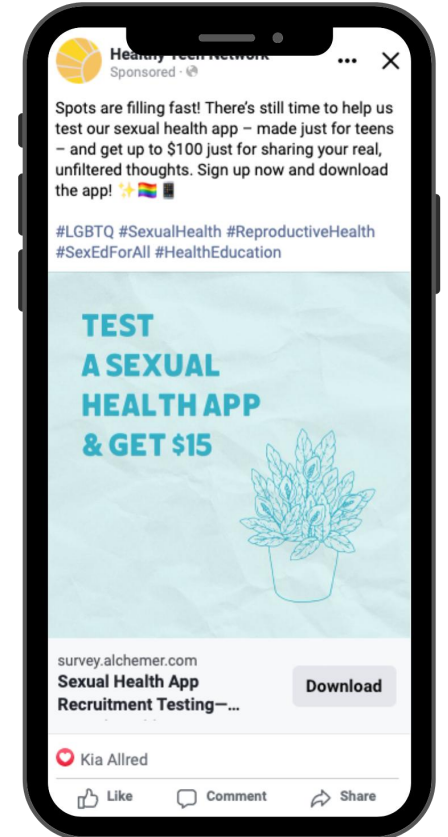 Healthy Teen Network
Sponsored ·
Spots are filling fast! There's still time to help us
test our sexual health app – made just for teens
– and get up to $100 just for sharing your real,
unfiltered thoughts. Sign up now and download
the app! ✨🏳️‍🌈📱
#LGBTQ #SexualHealth #ReproductiveHealth
#SexEdForAll #HealthEducation
TEST
A SEXUAL
HEALTH APP
& GET $15
survey.alchemer.com
Sexual Health App
Recruitment Testing—...
Download
Kia Allred
Like Comment Share